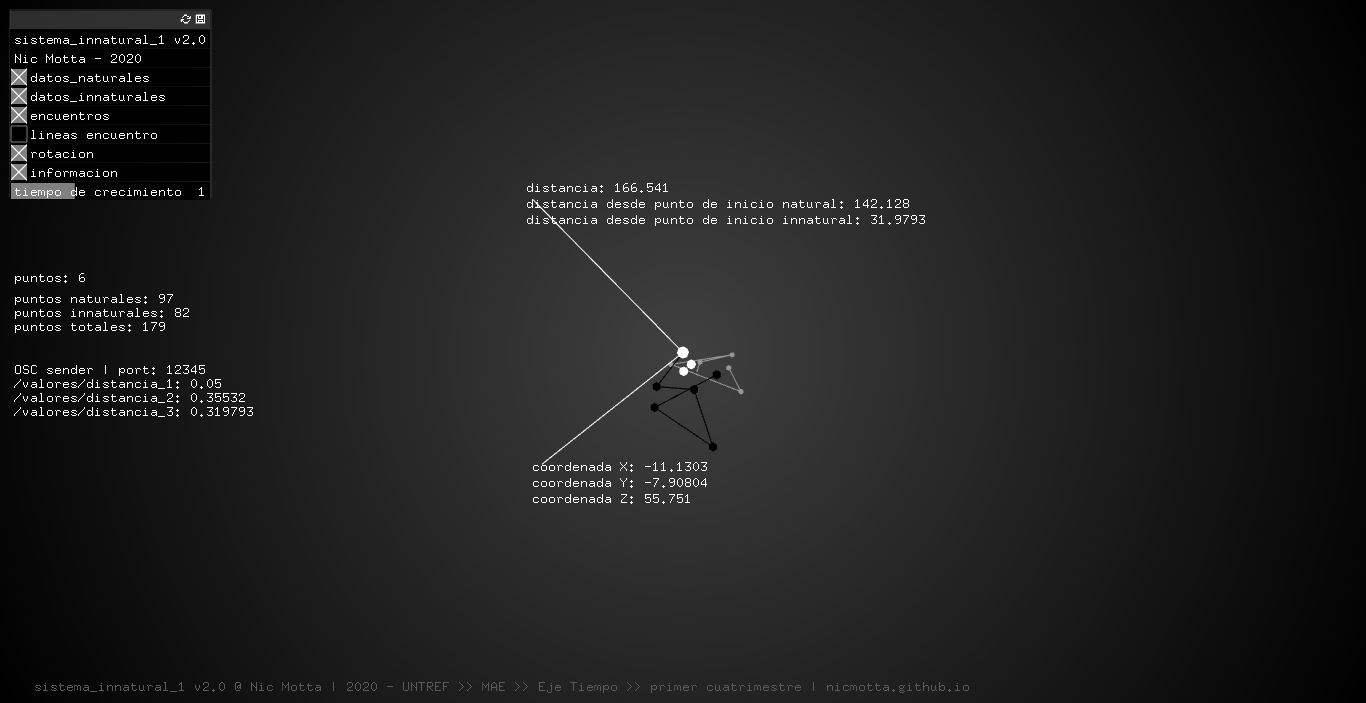 sistema_innatural_1 v2.0
Nic Motta - 2020
datos_naturales
datos_innaturales
encuentros
lineas encuentro
rotacion
informacion
tiempo de crecimiento 1
distancia: 166.541
distancia desde punto de inicio natural: 142.128
distancia desde punto de inicio innatural: 31.9793
puntos: 6
puntos naturales: 97
puntos innaturales: 82
puntos totales: 179
OSC sender | port: 12345
/valores/distancia_1: 0.05
/valores/distancia_2: 0.35532
/valores/distancia_3: 0.319793
coordenada X: -11.1303
coordenada Y: -7.90804
coordenada Z: 55.751
sistema_innatural_1 v2.0 @ Nic Motta | 2020 - UNTREF >> MAE >> Eje Tiempo >> primer cuatrimestre | nicmotta.github.io